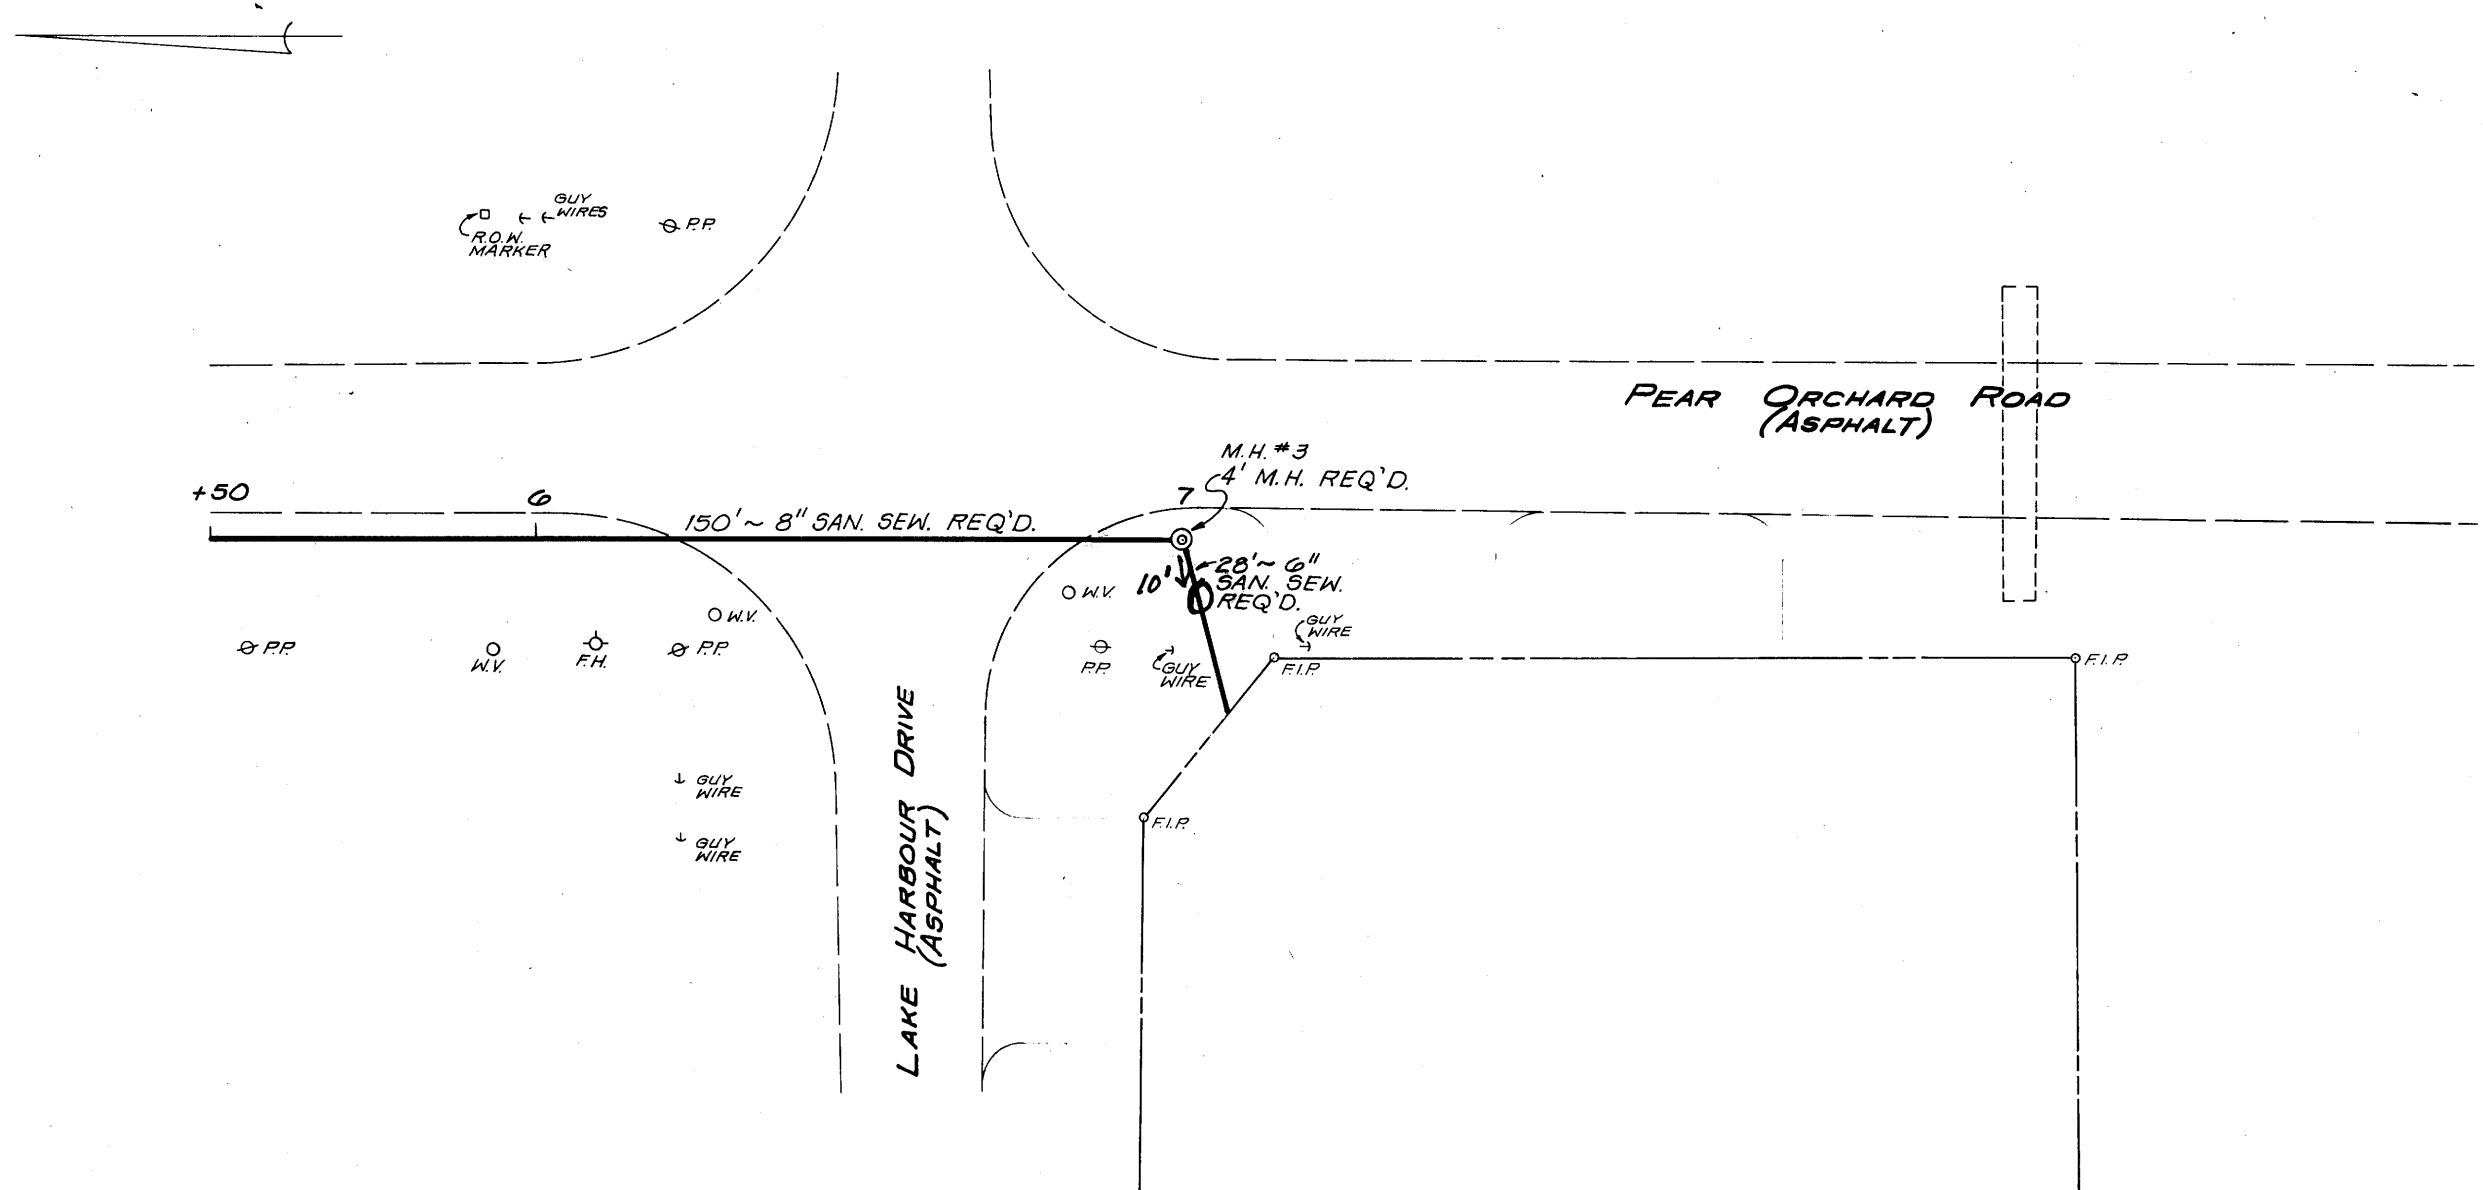 GUY
WIRES
P.P.
R.O.W.
MARKER
PEAR ORCHARD ROAD
(ASPHALT)
M.H. #3
4' M.H. REQ'D.
+50
6
7
150' ~ 8" SAN. SEW. REQ'D.
28' ~ 6"
SAN. SEW.
REQ'D.
10'
W.V.
W.V.
GUY
WIRE
P.P.
W.V.
F.H.
P.P.
P.P.
GUY
WIRE
F.I.P.
F.I.P.
LAKE HARBOUR DRIVE
(ASPHALT)
GUY
WIRE
F.I.P.
GUY
WIRE